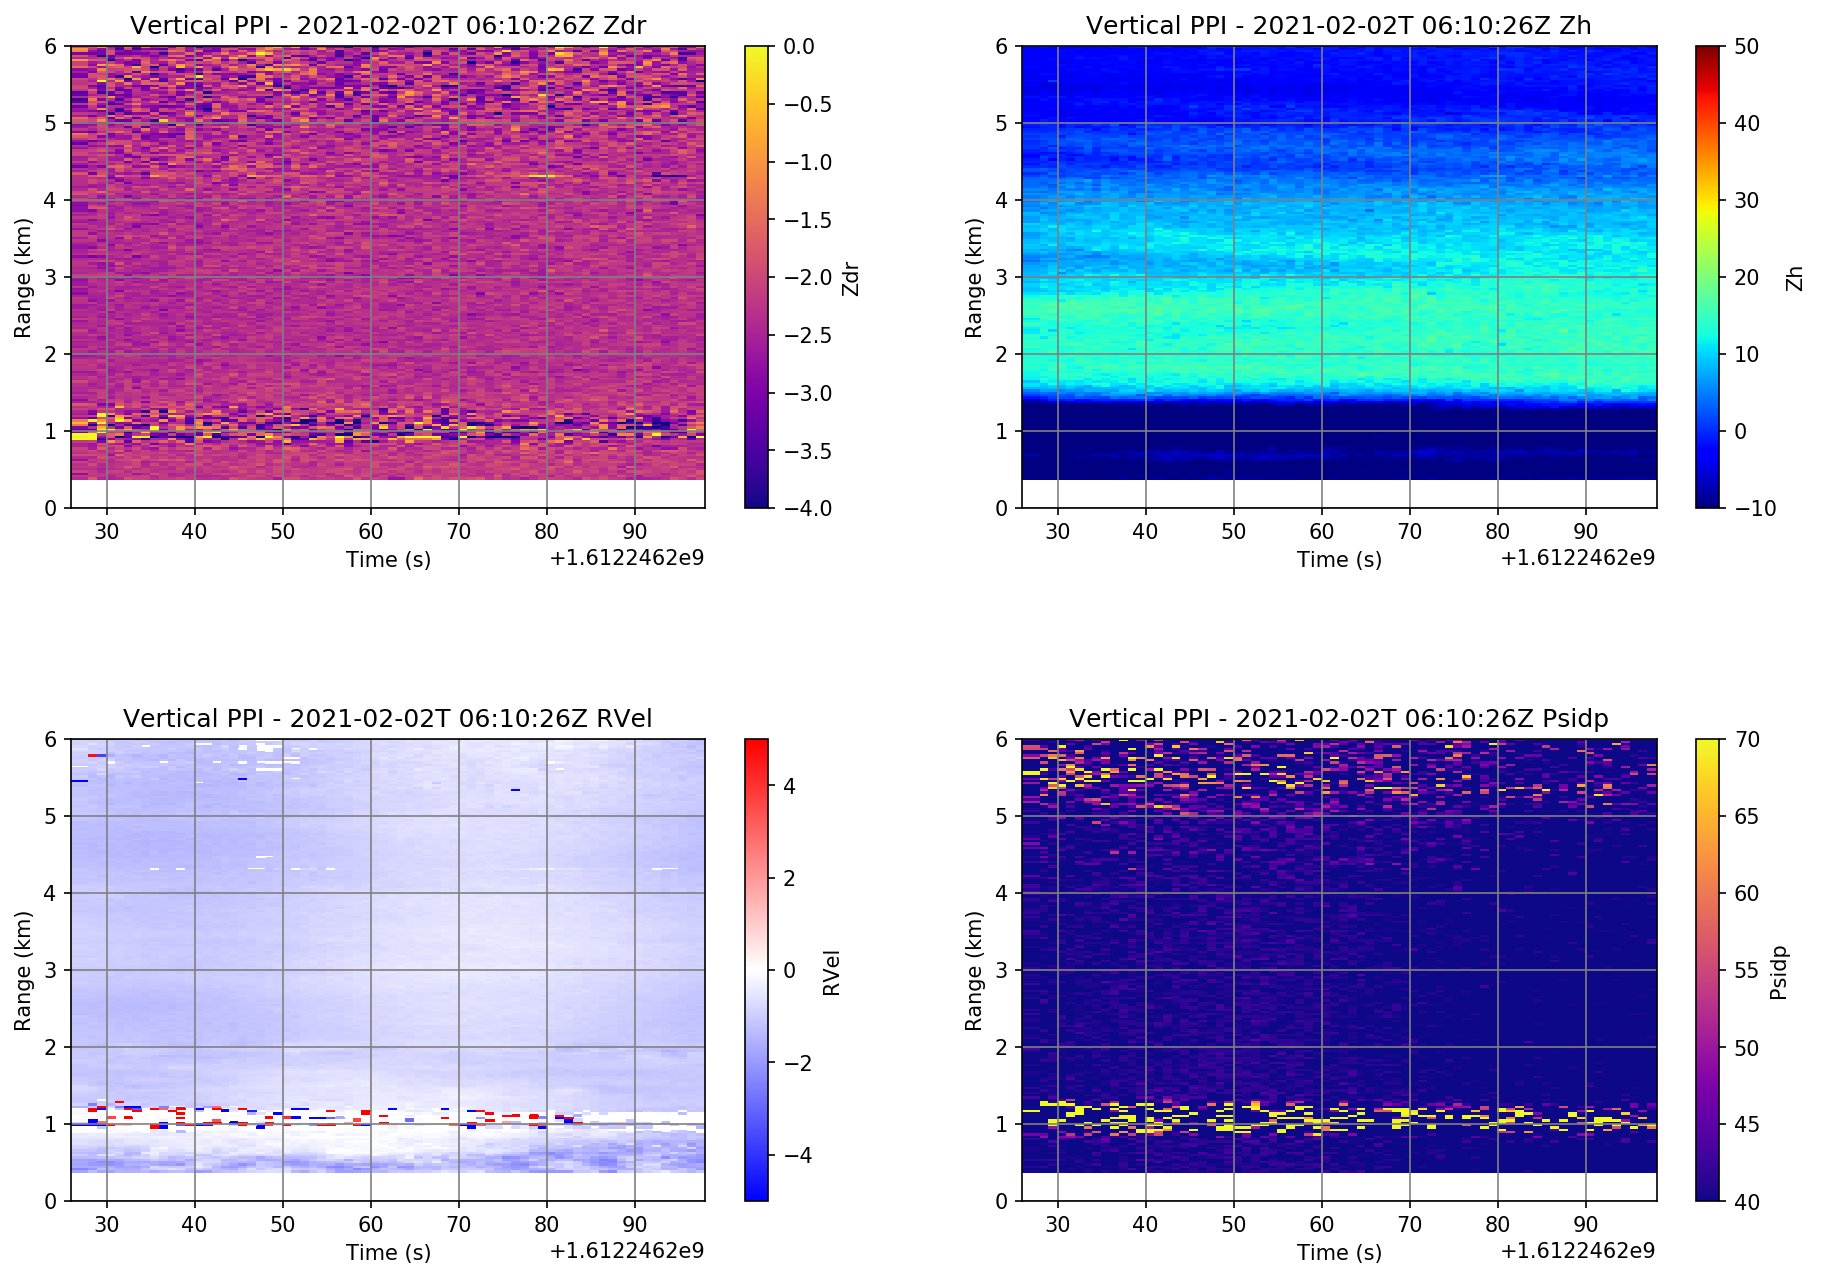 Vertical PPI - 2021-02-02T 06:10:26Z Zdr
6
5
4
3
2
1
0
Range (km)
30 40 50 60 70 80 90
Time (s)
+1.6122462e9
0.0
−0.5
−1.0
−1.5
−2.0
−2.5
−3.0
−3.5
−4.0
Zdr
Vertical PPI - 2021-02-02T 06:10:26Z Zh
6
5
4
3
2
1
0
Range (km)
30 40 50 60 70 80 90
Time (s)
+1.6122462e9
50
40
30
20
10
0
−10
Zh
Vertical PPI - 2021-02-02T 06:10:26Z RVel
6
5
4
3
2
1
0
Range (km)
30 40 50 60 70 80 90
Time (s)
+1.6122462e9
4
2
0
−2
−4
RVel
Vertical PPI - 2021-02-02T 06:10:26Z Psidp
6
5
4
3
2
1
0
Range (km)
30 40 50 60 70 80 90
Time (s)
+1.6122462e9
70
65
60
55
50
45
40
Psidp